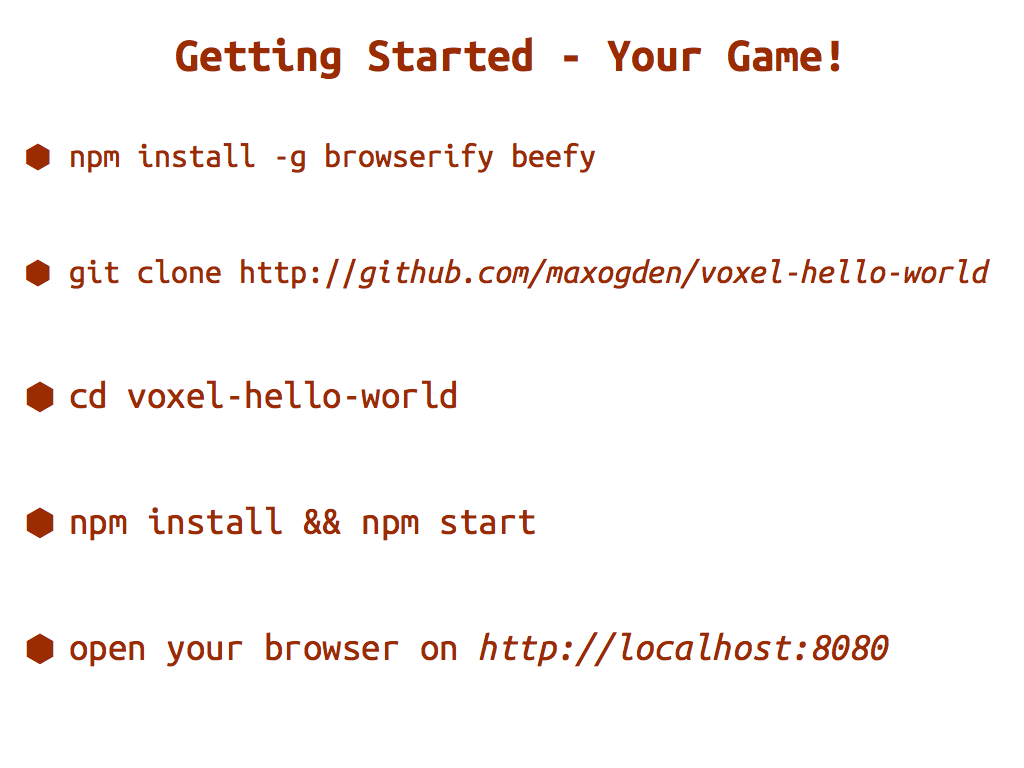 Getting Started - Your Game!
⬢ npm install -g browserify beefy
⬢ git clone http://github.com/maxogden/voxel-hello-world
⬢ cd voxel-hello-world
⬢ npm install && npm start
⬢ open your browser on http://localhost:8080